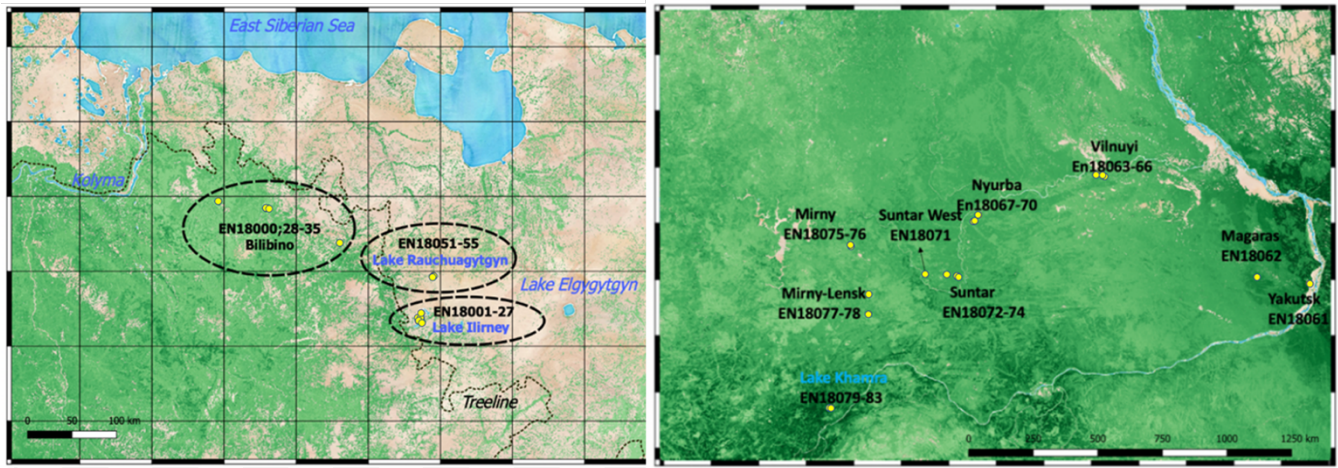 East Siberian Sea
Kolyma
EN18000;28-35
Bilibino
EN18051-55
Lake Rauchuagytgyn
Lake Elgygytgyn
EN18001-27
Lake Ilirney
Treeline
0 50 100 km
Vilnuyi
En18063-66
Nyurba
En18067-70
Mirny
EN18075-76
Suntar West
EN18071
Magaras
EN18062
Mirny-Lensk
EN18077-78
Suntar
EN18072-74
Yakutsk
EN18061
Lake Khamra
EN18079-83
0 250 500 750 1000 1250 km